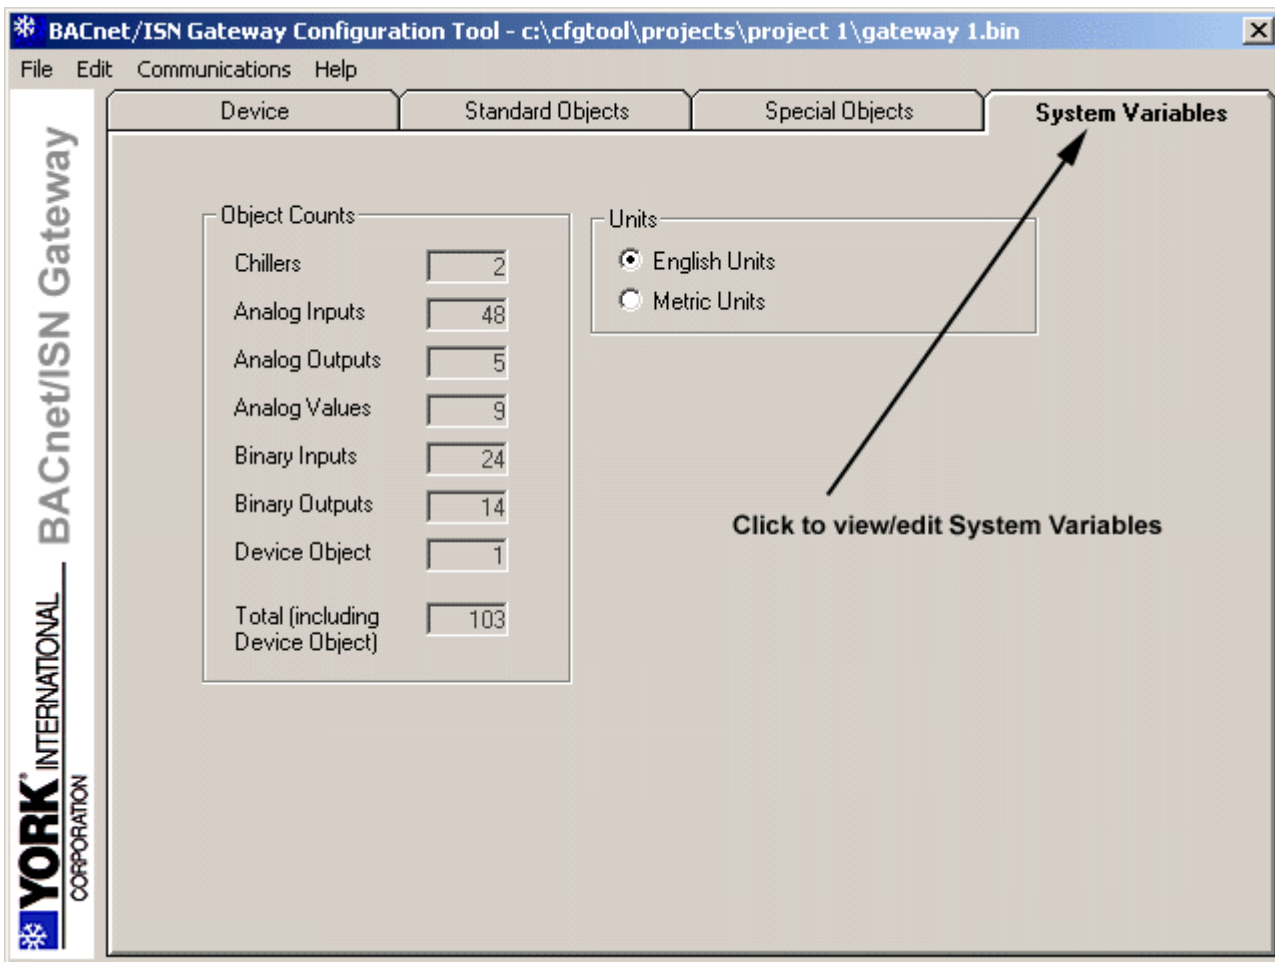 BACnet/ISN Gateway Configuration Tool - c:\cfgtool\projects\project 1\gateway 1.bin
File Edit Communications Help
Device Standard Objects Special Objects System Variables
Object Counts
Chillers 2
Analog Inputs 48
Analog Outputs 5
Analog Values 9
Binary Inputs 24
Binary Outputs 14
Device Object 1
Total (including
Device Object) 103
Units
English Units
Metric Units
Click to view/edit System Variables
BACnet/ISN Gateway
YORK® INTERNATIONAL
CORPORATION